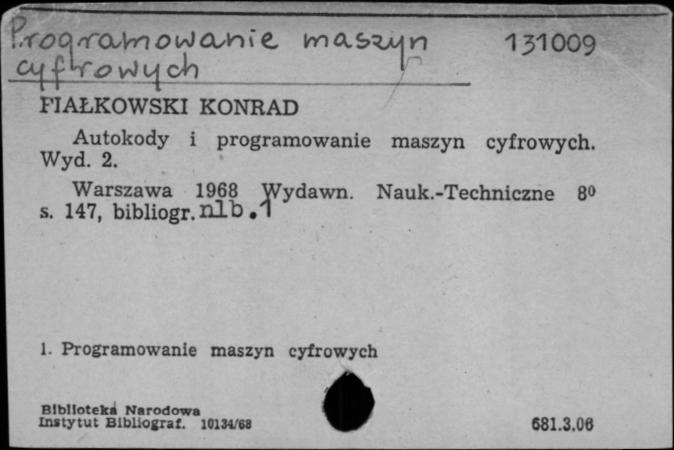 Programowanie maszyn 131009
cyfrowych
FIAŁKOWSKI KONRAD
Autokody i programowanie maszyn cyfrowych.
Wyd. 2.
Warszawa 1968 Wydawn. Nauk.-Techniczne 8⁰
s. 147, bibliogr. nlb. 1
1. Programowanie maszyn cyfrowych
Biblioteka Narodowa
Instytut Bibliograf. 10134/68 681.3.06